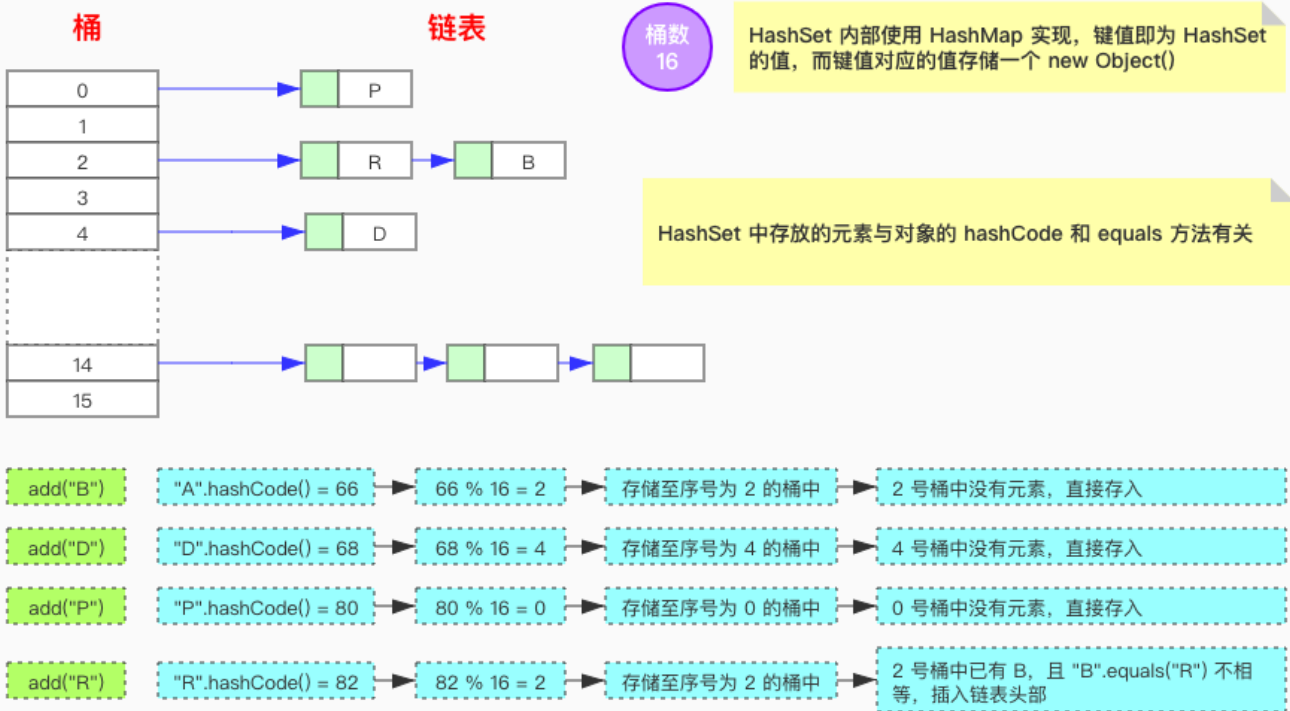 桶
链表
桶数
16
HashSet 内部使用 HashMap 实现，键值即为 HashSet
的值，而键值对应的值存储一个 new Object()
0
P
1
2
R
B
3
4
D
HashSet 中存放的元素与对象的 hashCode 和 equals 方法有关
14
15
add("B")
"A".hashCode() = 66
66 % 16 = 2
存储至序号为 2 的桶中
2 号桶中没有元素，直接存入
add("D")
"D".hashCode() = 68
68 % 16 = 4
存储至序号为 4 的桶中
4 号桶中没有元素，直接存入
add("P")
"P".hashCode() = 80
80 % 16 = 0
存储至序号为 0 的桶中
0 号桶中没有元素，直接存入
add("R")
"R".hashCode() = 82
82 % 16 = 2
存储至序号为 2 的桶中
2 号桶中已有 B，且 "B".equals("R") 不相
等，插入链表头部